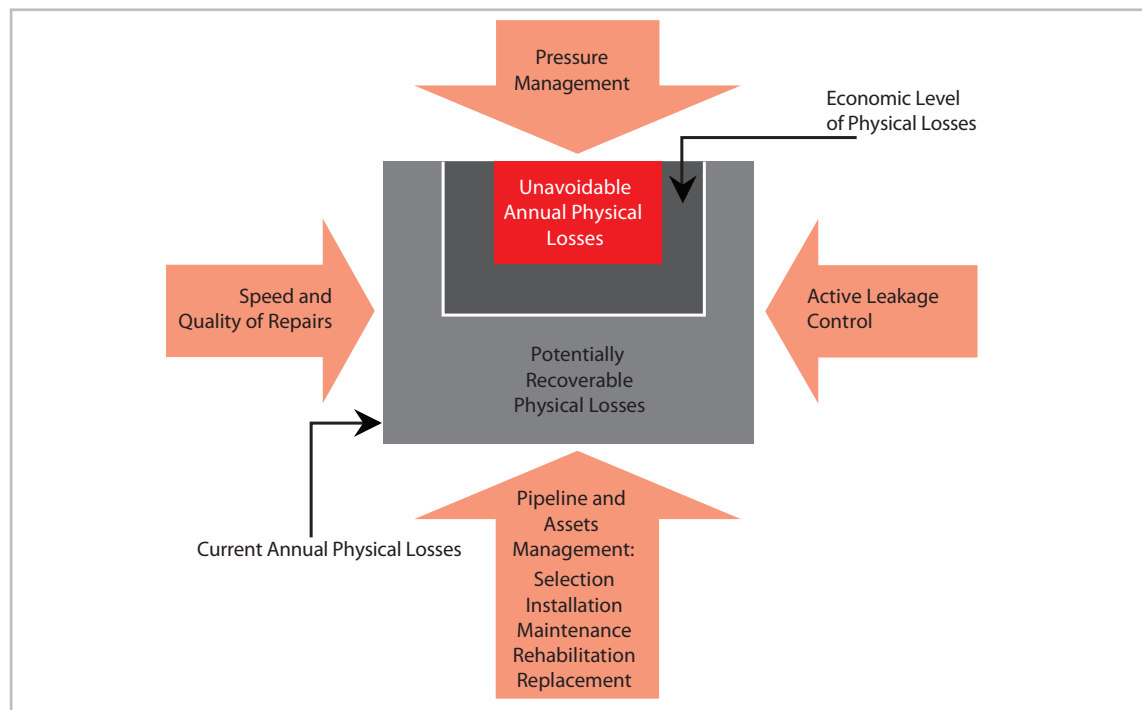 Pressure
Management
Economic Level
of Physical Losses
Unavoidable
Annual Physical
Losses
Speed and
Quality of Repairs
Active Leakage
Control
Potentially
Recoverable
Physical Losses
Current Annual Physical Losses
Pipeline and
Assets
Management:
Selection
Installation
Maintenance
Rehabilitation
Replacement